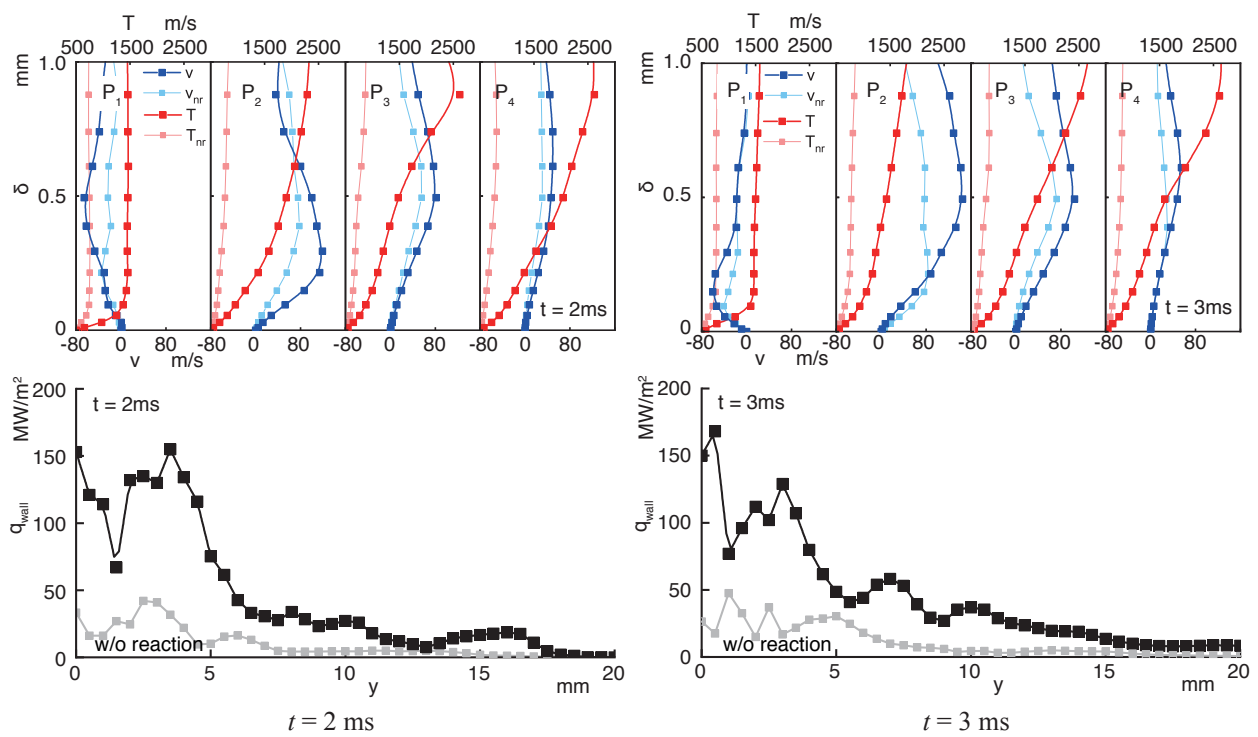 T m/s
500 1500 2500 1500 2500 1500 2500 1500 2500
mm
1.0
δ
0.5
0
P1
v
vnr
T
Tnr
P2
P3
P4
t = 2ms
-80 0 80 0 80 0 80 0 80
v m/s
T m/s
500 1500 2500 1500 2500 1500 2500 1500 2500
mm
1.0
δ
0.5
0
P1
v
vnr
T
Tnr
P2
P3
P4
t = 3ms
-80 0 80 0 80 0 80 0 80
v m/s
MW/m²
qwall
200
150
100
50
0
t = 2ms
w/o reaction
0 5 10 15 20
y mm
t = 2 ms
MW/m²
qwall
200
150
100
50
0
t = 3ms
w/o reaction
0 5 10 15 20
y mm
t = 3 ms